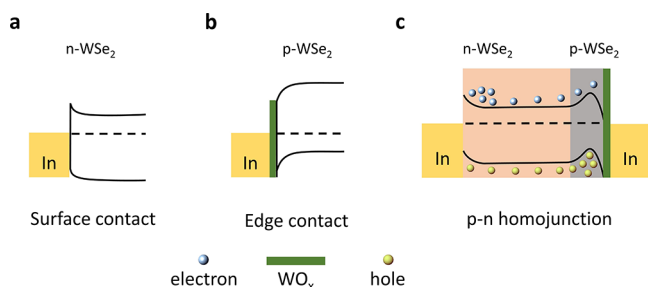 a
n-WSe₂
In
Surface contact
b
p-WSe₂
In
Edge contact
c
n-WSe₂ p-WSe₂
In In
p-n homojunction
electron WOₓ hole